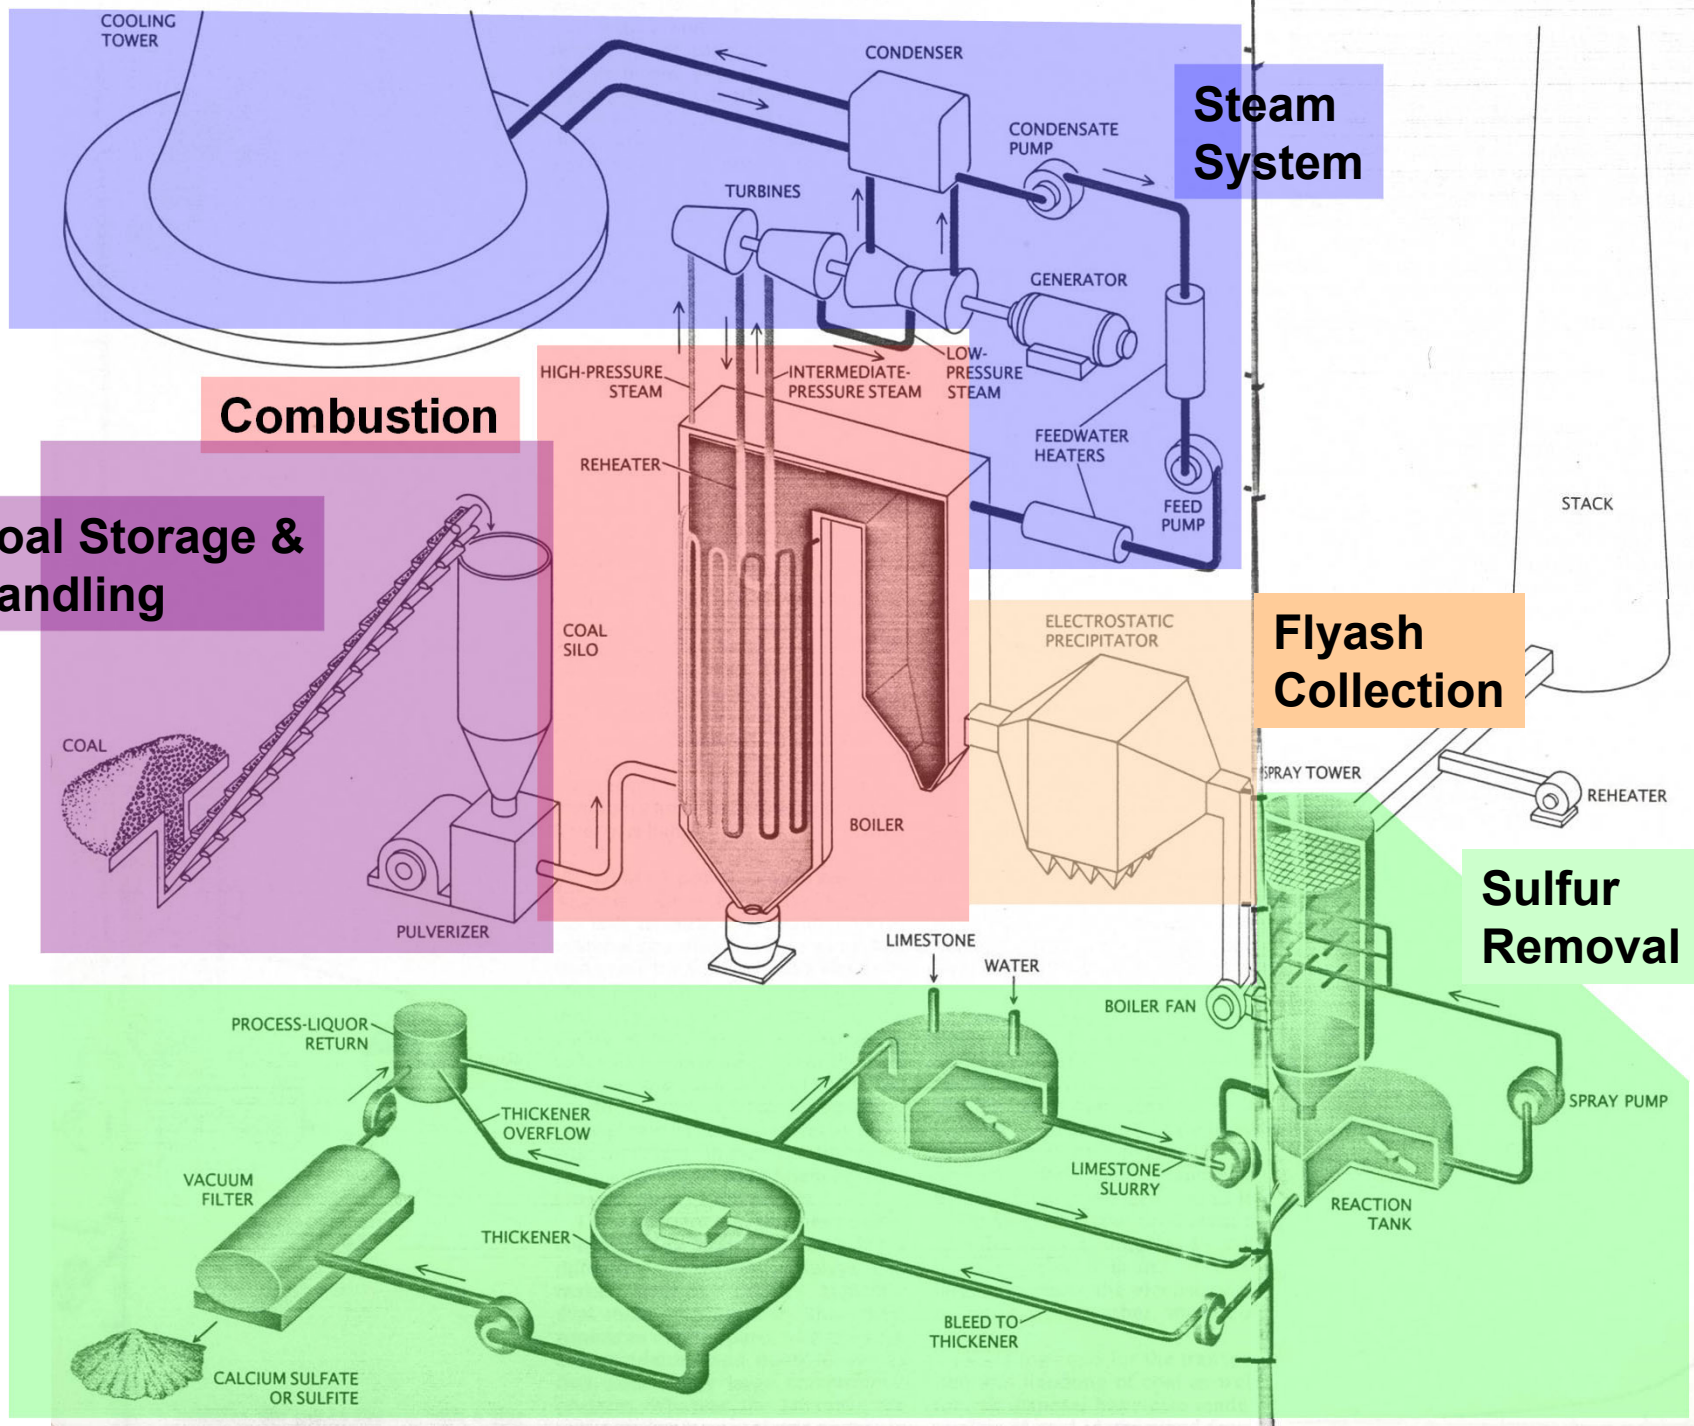 COOLING
TOWER
CONDENSER
Steam
System
CONDENSATE
PUMP
TURBINES
GENERATOR
HIGH-PRESSURE
STEAM
INTERMEDIATE-
PRESSURE STEAM
LOW-
PRESSURE
STEAM
Combustion
REHEATER
FEEDWATER
HEATERS
FEED
PUMP
STACK
oal Storage &
andling
COAL
SILO
ELECTROSTATIC
PRECIPITATOR
Flyash
Collection
COAL
SPRAY TOWER
REHEATER
BOILER
PULVERIZER
Sulfur
Removal
LIMESTONE
WATER
BOILER FAN
PROCESS-LIQUOR
RETURN
THICKENER
OVERFLOW
SPRAY PUMP
VACUUM
FILTER
LIMESTONE
SLURRY
REACTION
TANK
THICKENER
BLEED TO
THICKENER
CALCIUM SULFATE
OR SULFITE